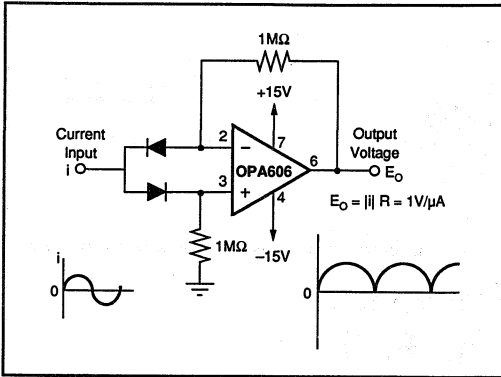 1MΩ
+15V
Current
Input
i
2
−
7
OPA606
6
3
+
4
Output
Voltage
E_O
E_O = |i| R = 1V/µA
1MΩ
−15V
i
0
0